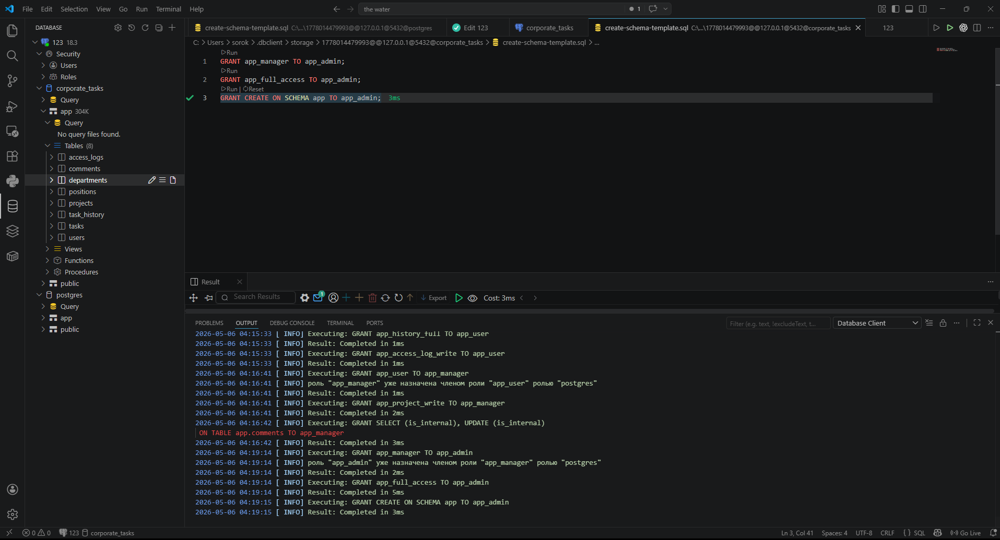 File Edit Selection View Go Run Terminal Help
the water
1
DATABASE
create-schema-template.sql C:\...\1778014479993@@127.0.0.1@5432@postgres
Edit 123
corporate_tasks
create-schema-template.sql C:\...\1778014479993@@127.0.0.1@5432@corporate_tasks
123
C: > Users > sorok > .dbclient > storage > 1778014479993@@127.0.0.1@5432@corporate_tasks > create-schema-template.sql > ...
123 18.3
Security
Users
Roles
corporate_tasks
Query
app 304K
Query
No query files found.
Tables (8)
access_logs
comments
departments
positions
projects
task_history
tasks
users
Views
Functions
Procedures
public
postgres
Query
app
public
Run
1 GRANT app_manager TO app_admin;
Run
2 GRANT app_full_access TO app_admin;
Run | Reset
3 GRANT CREATE ON SCHEMA app TO app_admin; 3ms
Result
Search Results
1
Export
Cost: 3ms
PROBLEMS OUTPUT DEBUG CONSOLE TERMINAL PORTS
Filter (e.g. text, !excludeText, t...
Database Client
2026-05-06 04:15:33 [ INFO] Executing: GRANT app_history_full TO app_user
2026-05-06 04:15:33 [ INFO] Result: Completed in 1ms
2026-05-06 04:15:33 [ INFO] Executing: GRANT app_access_log_write TO app_user
2026-05-06 04:15:33 [ INFO] Result: Completed in 1ms
2026-05-06 04:16:41 [ INFO] Executing: GRANT app_user TO app_manager
2026-05-06 04:16:41 [ INFO] роль "app_manager" уже назначена членом роли "app_user" ролью "postgres"
2026-05-06 04:16:41 [ INFO] Result: Completed in 1ms
2026-05-06 04:16:41 [ INFO] Executing: GRANT app_project_write TO app_manager
2026-05-06 04:16:41 [ INFO] Result: Completed in 2ms
2026-05-06 04:16:42 [ INFO] Executing: GRANT SELECT (is_internal), UPDATE (is_internal)
ON TABLE app.comments TO app_manager
2026-05-06 04:16:42 [ INFO] Result: Completed in 3ms
2026-05-06 04:19:14 [ INFO] Executing: GRANT app_manager TO app_admin
2026-05-06 04:19:14 [ INFO] роль "app_admin" уже назначена членом роли "app_manager" ролью "postgres"
2026-05-06 04:19:14 [ INFO] Result: Completed in 2ms
2026-05-06 04:19:14 [ INFO] Executing: GRANT app_full_access TO app_admin
2026-05-06 04:19:14 [ INFO] Result: Completed in 5ms
2026-05-06 04:19:15 [ INFO] Executing: GRANT CREATE ON SCHEMA app TO app_admin
2026-05-06 04:19:15 [ INFO] Result: Completed in 3ms
0 0 123 corporate_tasks
Ln 3, Col 41 Spaces: 4 UTF-8 CRLF { } SQL Go Live